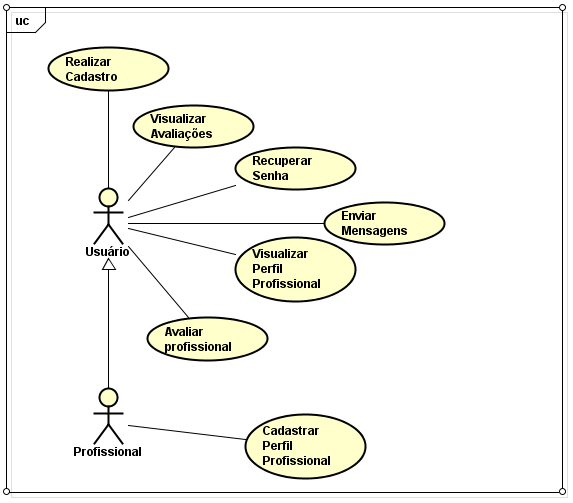 uc
Realizar
Cadastro
Visualizar
Avaliações
Recuperar
Senha
Enviar
Mensagens
Usuário
Visualizar
Perfil
Profissional
Avaliar
profissional
Profissional
Cadastrar
Perfil
Profissional